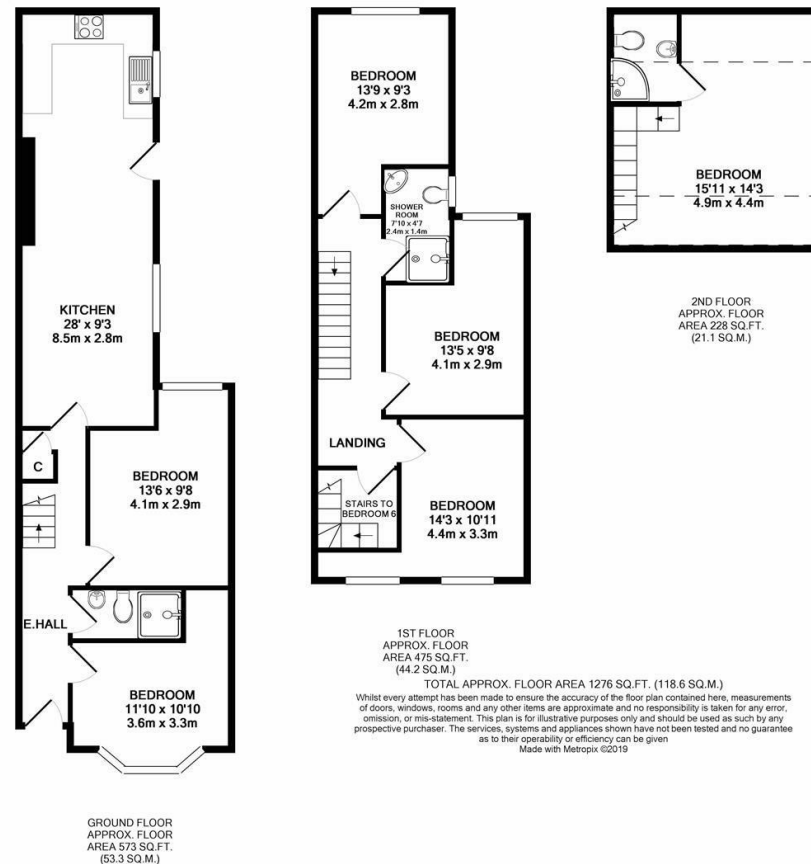 KITCHEN
28' x 9'3
8.5m x 2.8m
C
BEDROOM
13'6 x 9'8
4.1m x 2.9m
E.HALL
BEDROOM
11'10 x 10'10
3.6m x 3.3m
GROUND FLOOR
APPROX. FLOOR
AREA 573 SQ.FT.
(53.3 SQ.M.)
BEDROOM
13'9 x 9'3
4.2m x 2.8m
SHOWER
ROOM
7'10 x 4'7
2.4m x 1.4m
BEDROOM
13'5 x 9'8
4.1m x 2.9m
LANDING
STAIRS TO
BEDROOM 6
BEDROOM
14'3 x 10'11
4.4m x 3.3m
1ST FLOOR
APPROX. FLOOR
AREA 475 SQ.FT.
(44.2 SQ.M.)
BEDROOM
15'11 x 14'3
4.9m x 4.4m
2ND FLOOR
APPROX. FLOOR
AREA 228 SQ.FT.
(21.1 SQ.M.)
TOTAL APPROX. FLOOR AREA 1276 SQ.FT. (118.6 SQ.M.)
Whilst every attempt has been made to ensure the accuracy of the floor plan contained here, measurements
of doors, windows, rooms and any other items are approximate and no responsibility is taken for any error,
omission, or mis-statement. This plan is for illustrative purposes only and should be used as such by any
prospective purchaser. The services, systems and appliances shown have not been tested and no guarantee
as to their operability or efficiency can be given
Made with Metropix ©2019